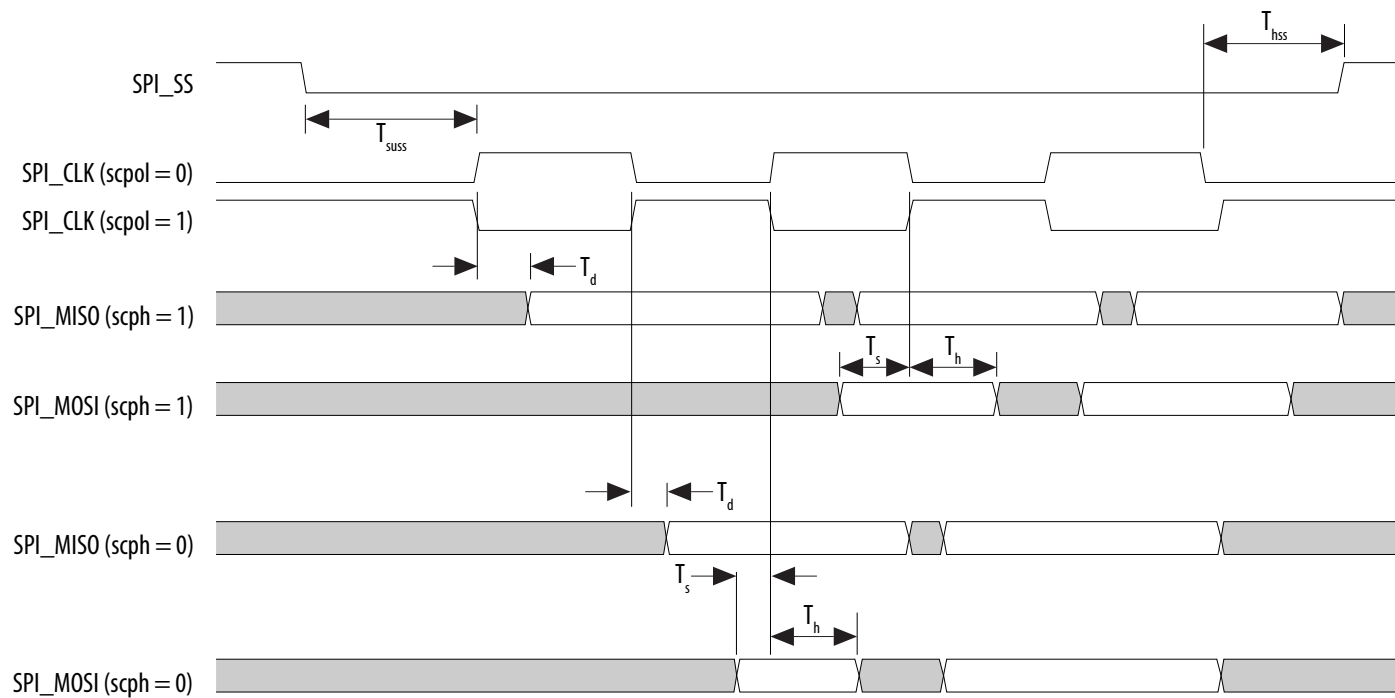 T_hss
SPI_SS
T_suss
SPI_CLK (scpol = 0)
SPI_CLK (scpol = 1)
T_d
SPI_MISO (scph = 1)
T_s T_h
SPI_MOSI (scph = 1)
T_d
SPI_MISO (scph = 0)
T_s
T_h
SPI_MOSI (scph = 0)